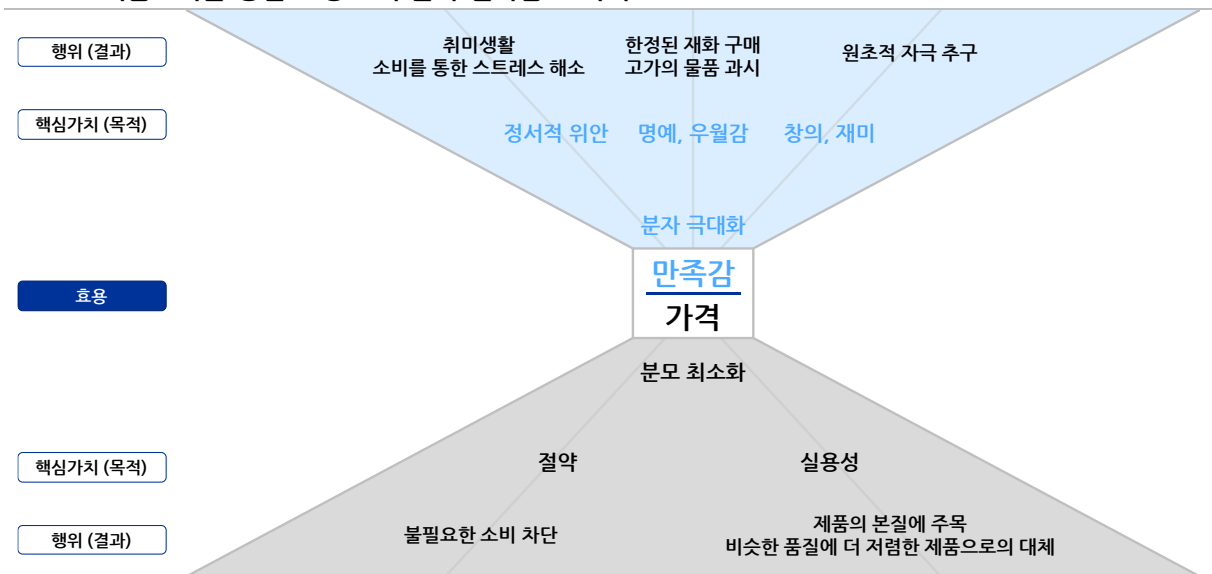 행위 (결과)
취미생활
소비를 통한 스트레스 해소
한정된 재화 구매
고가의 물품 과시
원초적 자극 추구
핵심가치 (목적)
정서적 위안
명예, 우월감
창의, 재미
분자 극대화
효용
만족감
가격
분모 최소화
핵심가치 (목적)
절약
실용성
행위 (결과)
불필요한 소비 차단
제품의 본질에 주목
비슷한 품질에 더 저렴한 제품으로의 대체